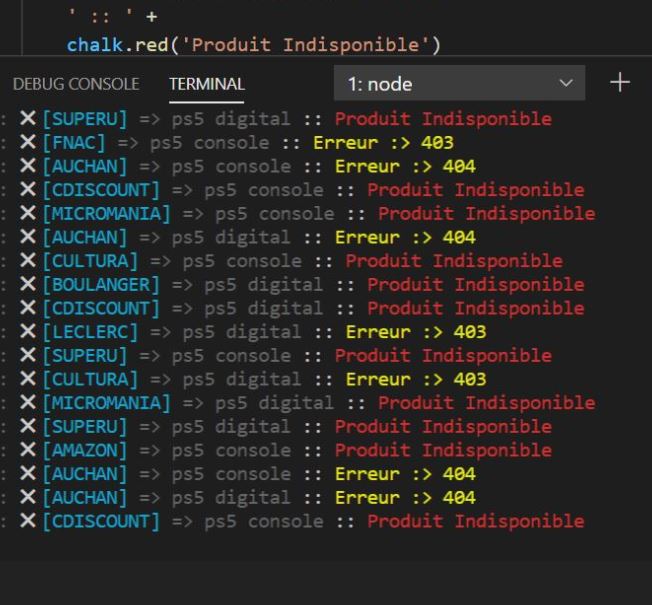 ' :: ' +
chalk.red('Produit Indisponible')
DEBUG CONSOLE TERMINAL 1: node
: ✕[SUPERU] => ps5 digital :: Produit Indisponible
: ✕[FNAC] => ps5 console :: Erreur :> 403
: ✕[AUCHAN] => ps5 console :: Erreur :> 404
: ✕[CDISCOUNT] => ps5 console :: Produit Indisponible
: ✕[MICROMANIA] => ps5 console :: Produit Indisponible
: ✕[AUCHAN] => ps5 digital :: Erreur :> 404
: ✕[CULTURA] => ps5 console :: Produit Indisponible
: ✕[BOULANGER] => ps5 digital :: Produit Indisponible
: ✕[CDISCOUNT] => ps5 digital :: Produit Indisponible
: ✕[LECLERC] => ps5 digital :: Erreur :> 403
: ✕[SUPERU] => ps5 console :: Produit Indisponible
: ✕[CULTURA] => ps5 digital :: Erreur :> 403
: ✕[MICROMANIA] => ps5 digital :: Produit Indisponible
: ✕[SUPERU] => ps5 digital :: Produit Indisponible
: ✕[AMAZON] => ps5 console :: Produit Indisponible
: ✕[AUCHAN] => ps5 console :: Erreur :> 404
: ✕[AUCHAN] => ps5 digital :: Erreur :> 404
: ✕[CDISCOUNT] => ps5 console :: Produit Indisponible